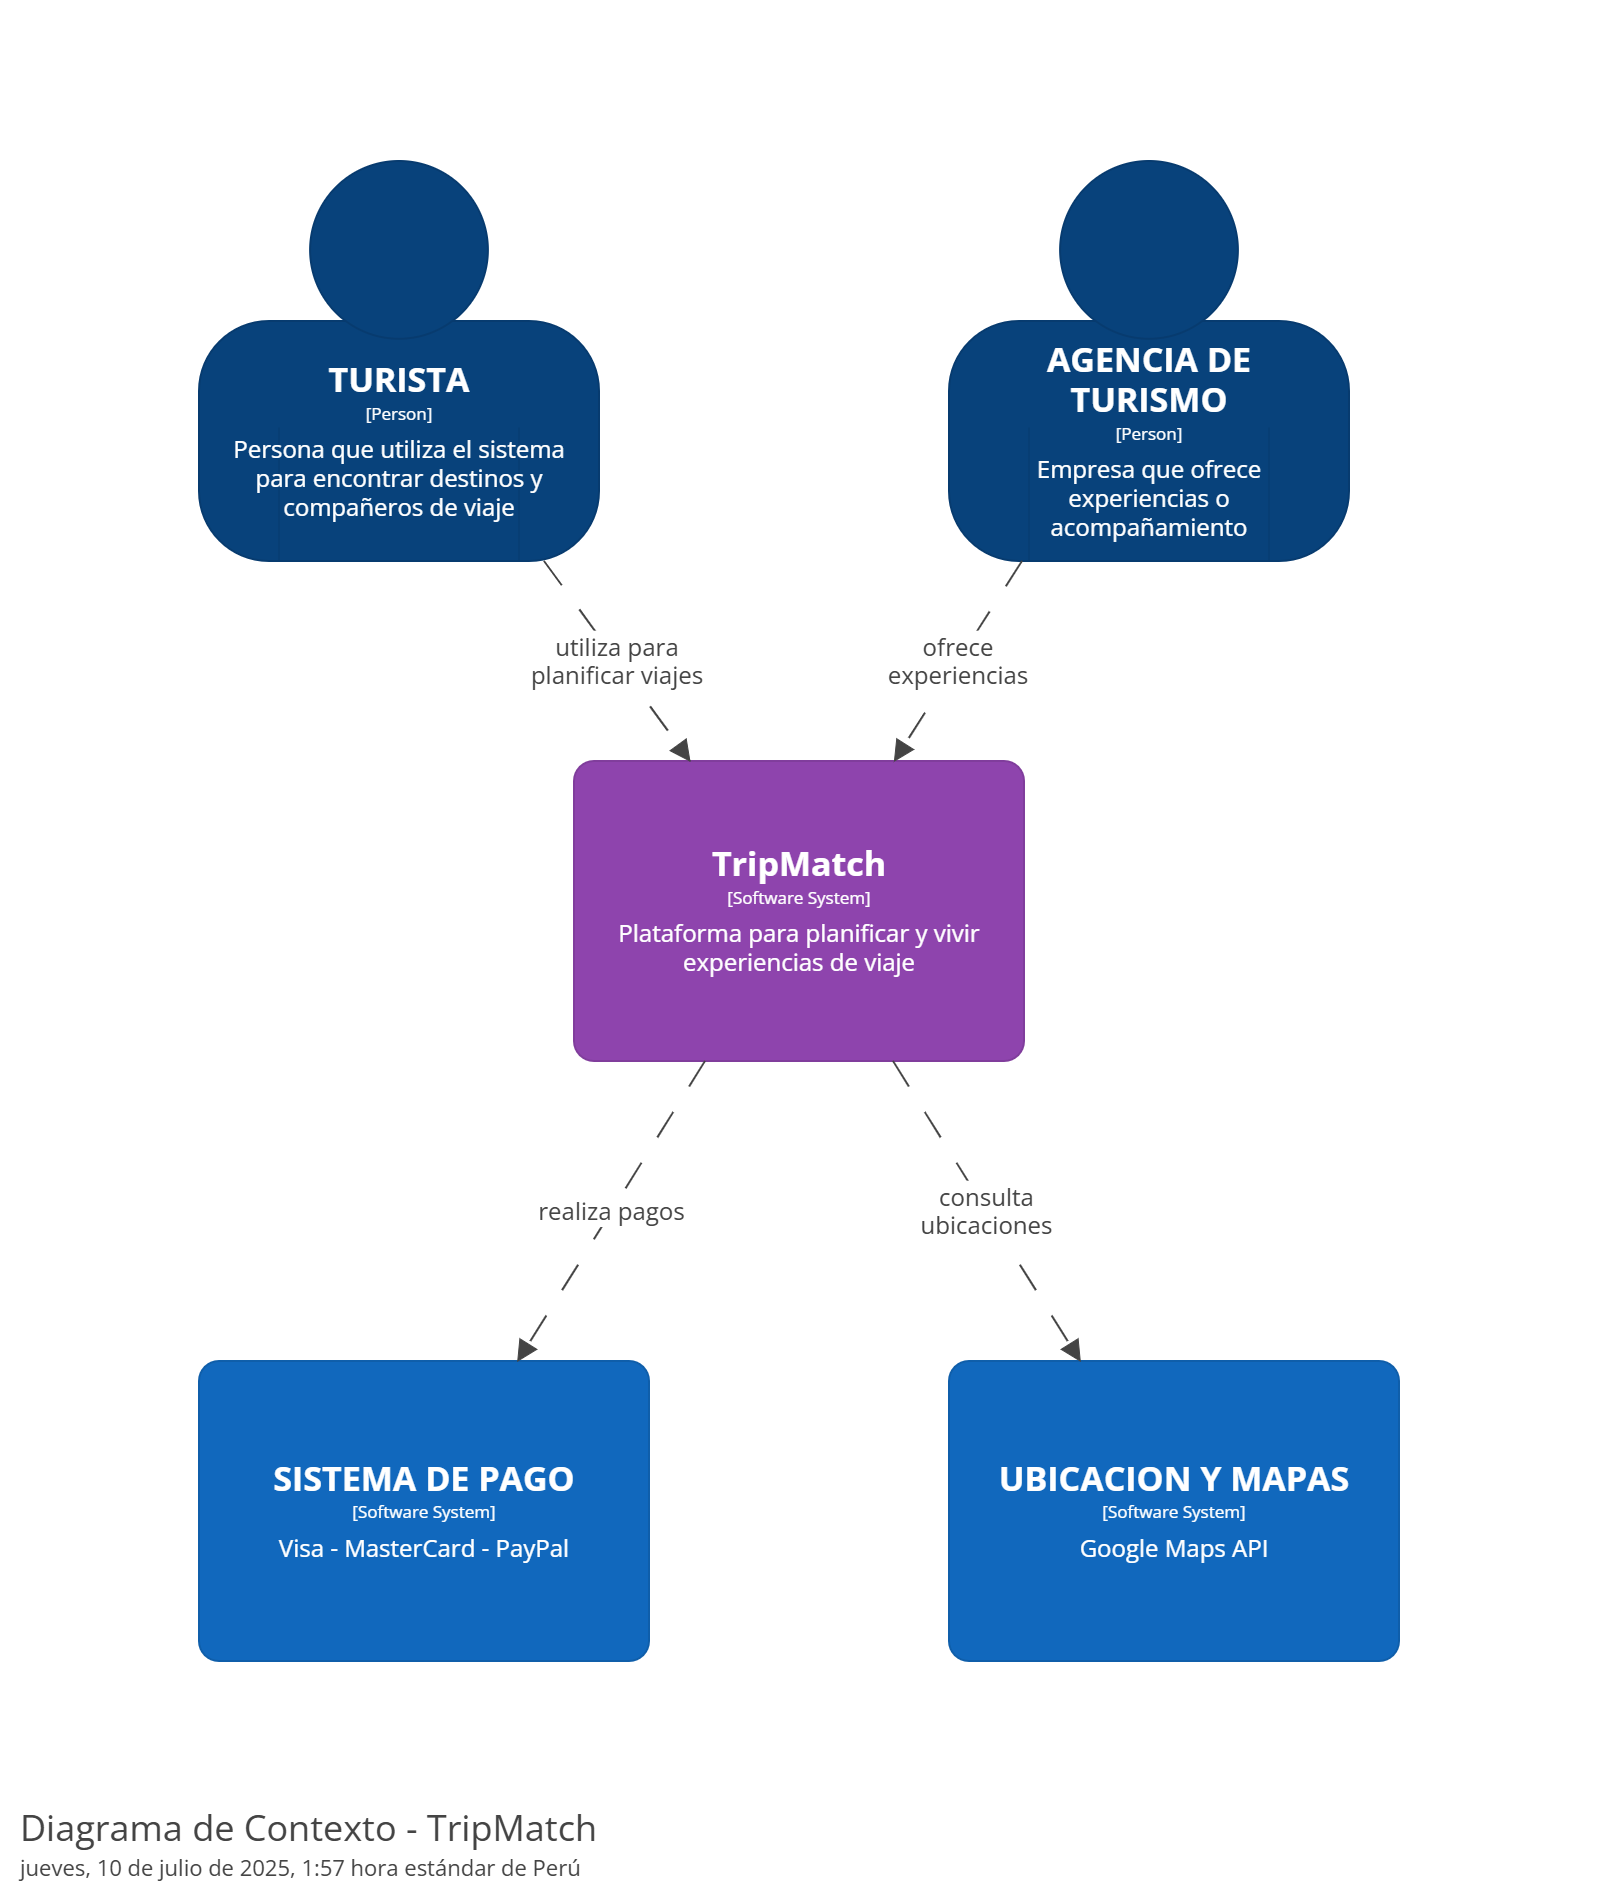 TURISTA
[Person]
Persona que utiliza el sistema
para encontrar destinos y
compañeros de viaje
AGENCIA DE
TURISMO
[Person]
Empresa que ofrece
experiencias o
acompañamiento
utiliza para
planificar viajes
ofrece
experiencias
TripMatch
[Software System]
Plataforma para planificar y vivir
experiencias de viaje
realiza pagos
consulta
ubicaciones
SISTEMA DE PAGO
[Software System]
Visa - MasterCard - PayPal
UBICACION Y MAPAS
[Software System]
Google Maps API
Diagrama de Contexto - TripMatch
jueves, 10 de julio de 2025, 1:57 hora estándar de Perú